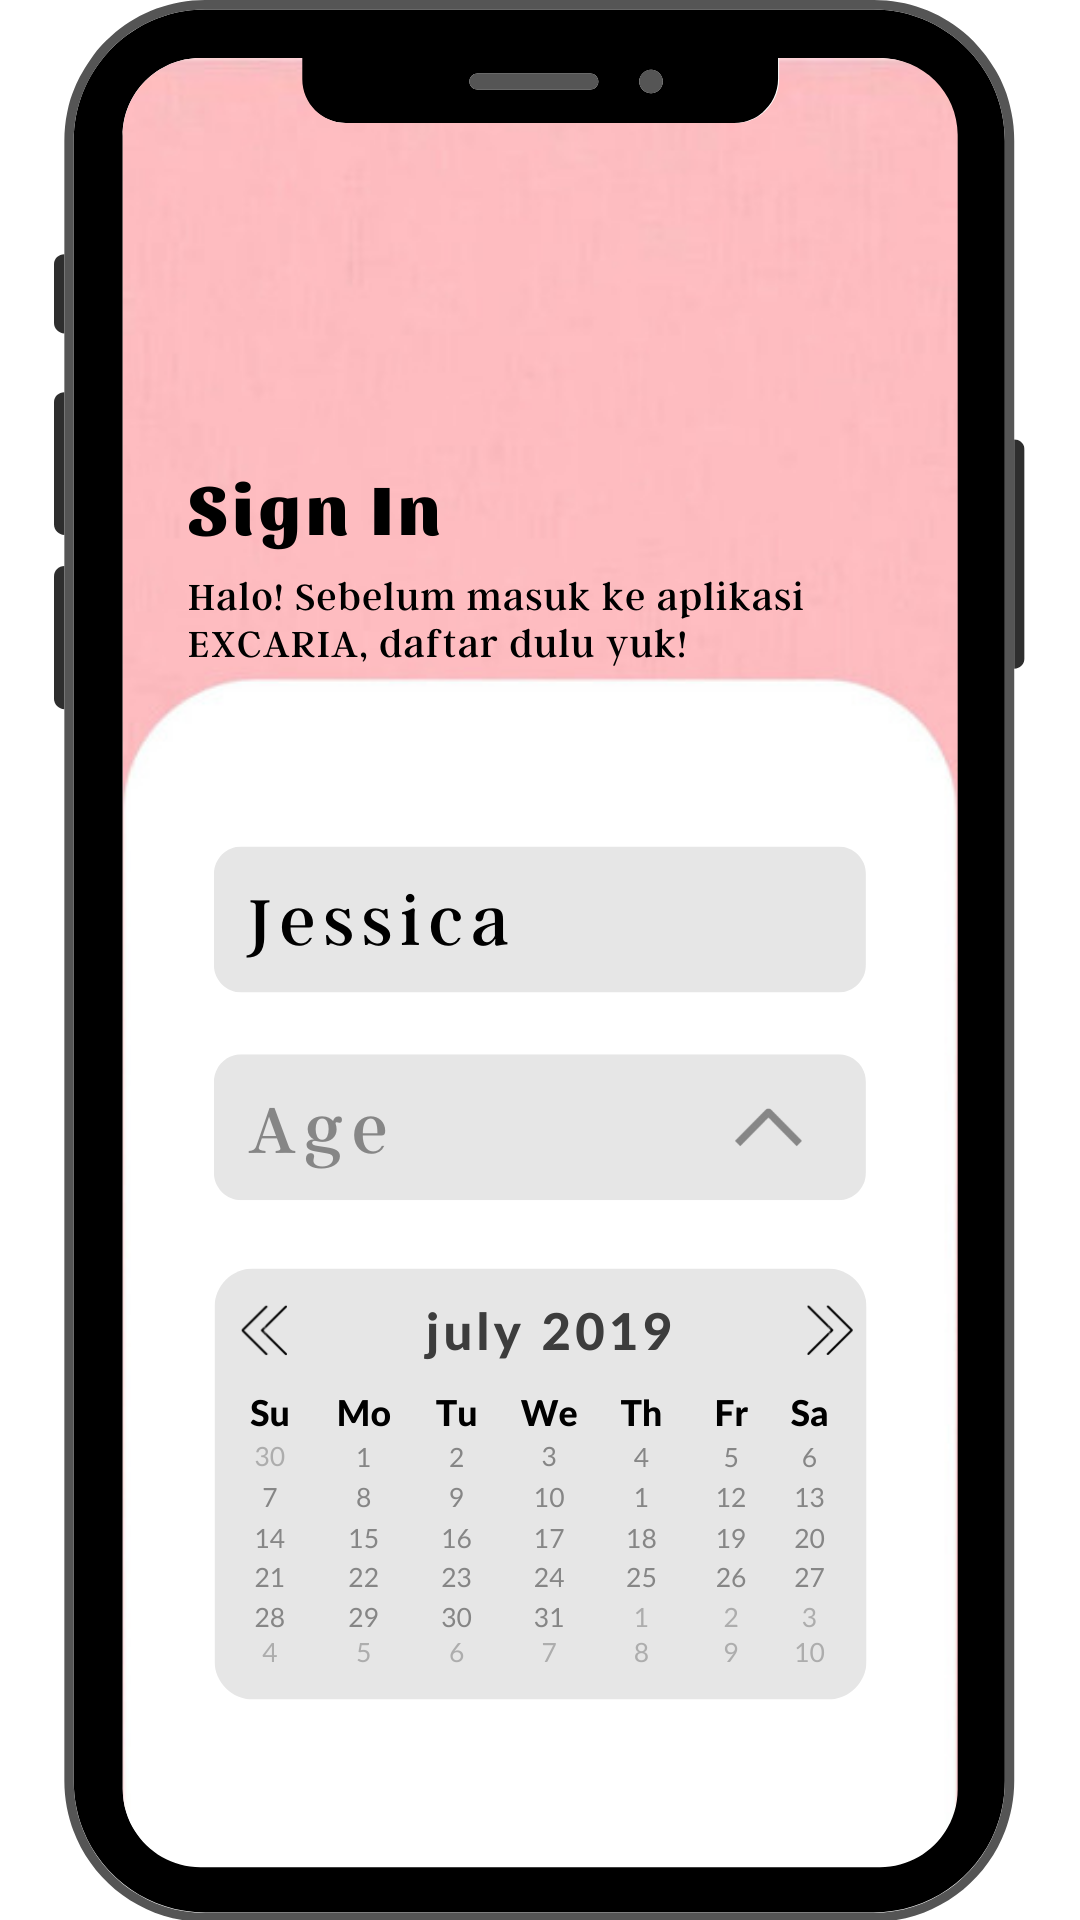 Sign In
Halo! Sebelum masuk ke aplikasi
EXCARIA, daftar dulu yuk!
Jessica
Age
july 2019
Su Mo Tu We Th Fr Sa
30 1 2 3 4 5 6
7 8 9 10 1 12 13
14 15 16 17 18 19 20
21 22 23 24 25 26 27
28 29 30 31 1 2 3
4 5 6 7 8 9 10